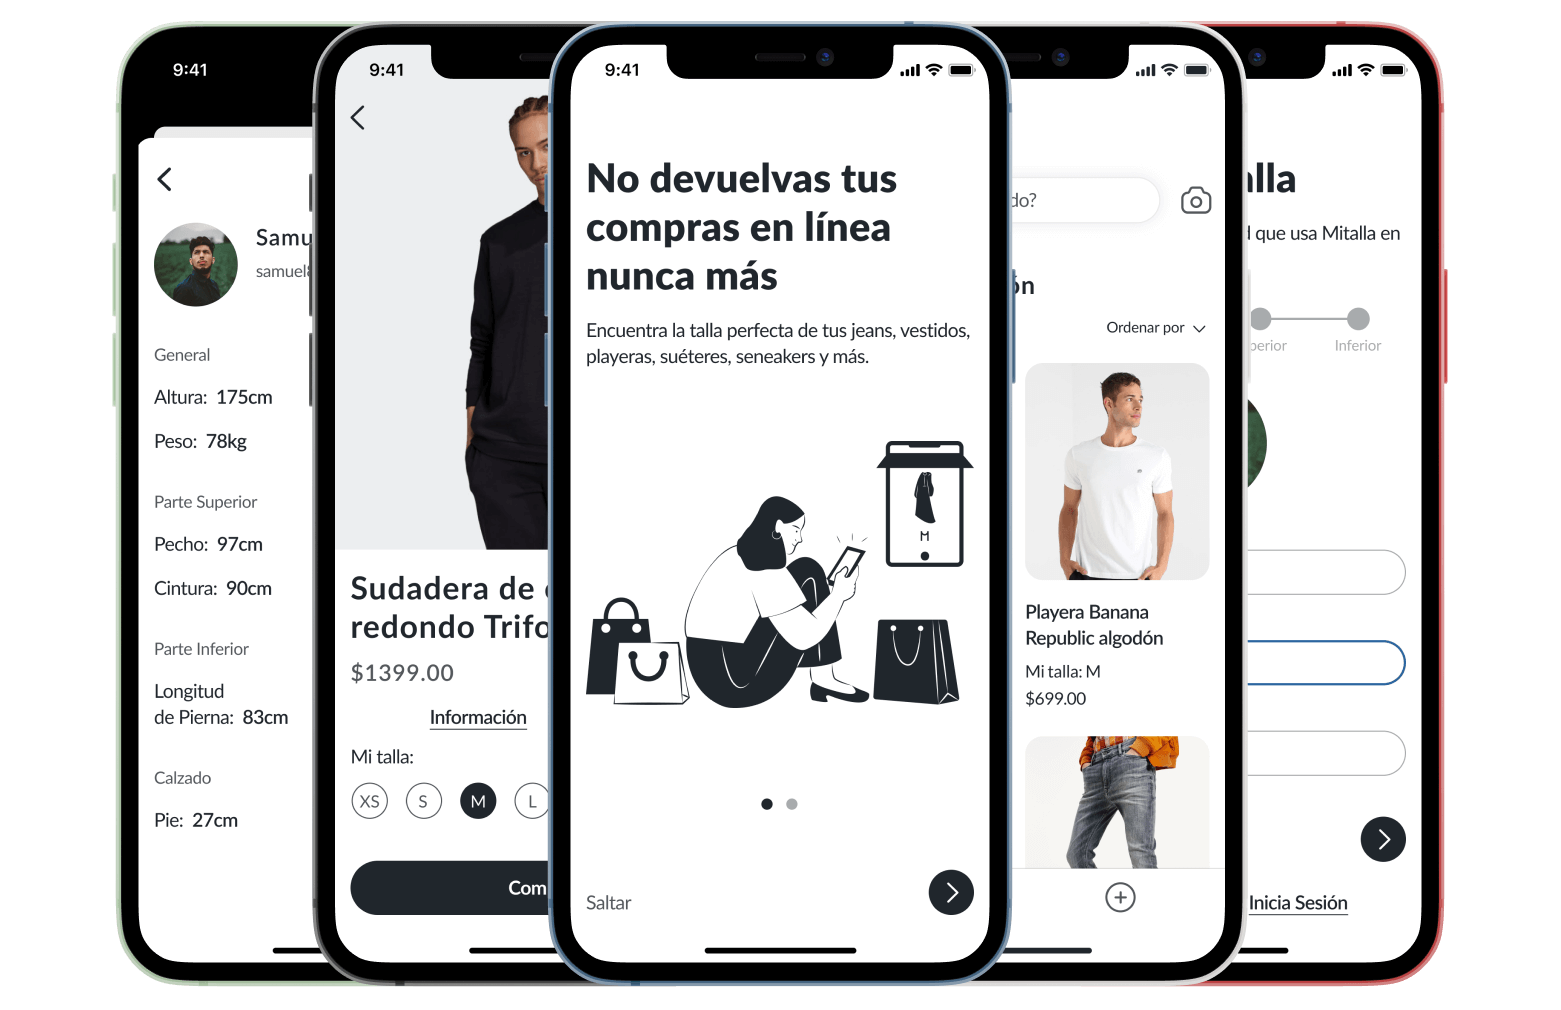 9:41
Samu
samuel
General
Altura: 175cm
Peso: 78kg
Parte Superior
Pecho: 97cm
Cintura: 90cm
Parte Inferior
Longitud
de Pierna: 83cm
Calzado
Pie: 27cm
9:41
Sudadera de
redondo Trifo
$1399.00
Información
Mi talla:
XS S M L
Com
9:41
No devuelvas tus
compras en línea
nunca más
Encuentra la talla perfecta de tus jeans, vestidos,
playeras, suéteres, seneakers y más.
M
Saltar
do?
ón
Ordenar por
Playera Banana
Republic algodón
Mi talla: M
$699.00
alla
d que usa Mitalla en
perior
Inferior
Inicia Sesión